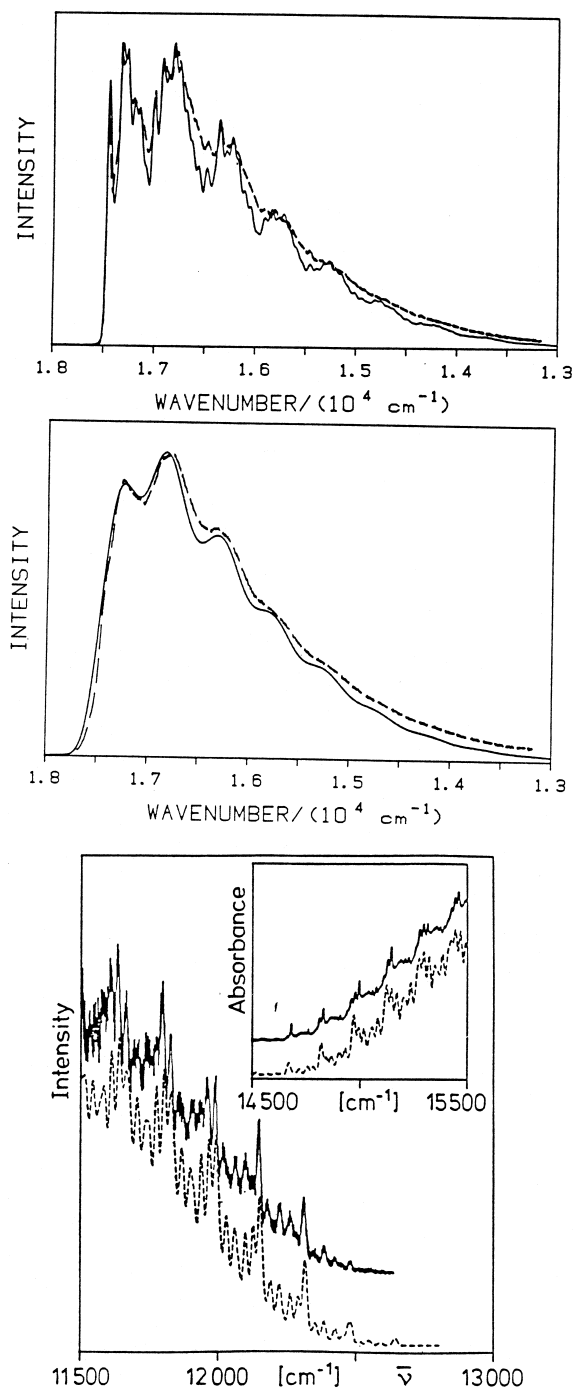 INTENSITY
1.8 1.7 1.6 1.5 1.4 1.3
WAVENUMBER/(10⁴ cm⁻¹)
INTENSITY
1.8 1.7 1.6 1.5 1.4 1.3
WAVENUMBER/(10⁴ cm⁻¹)
Intensity
Absorbance
14500 [cm⁻¹] 15500
11500 12000 [cm⁻¹] ν̄ 13000